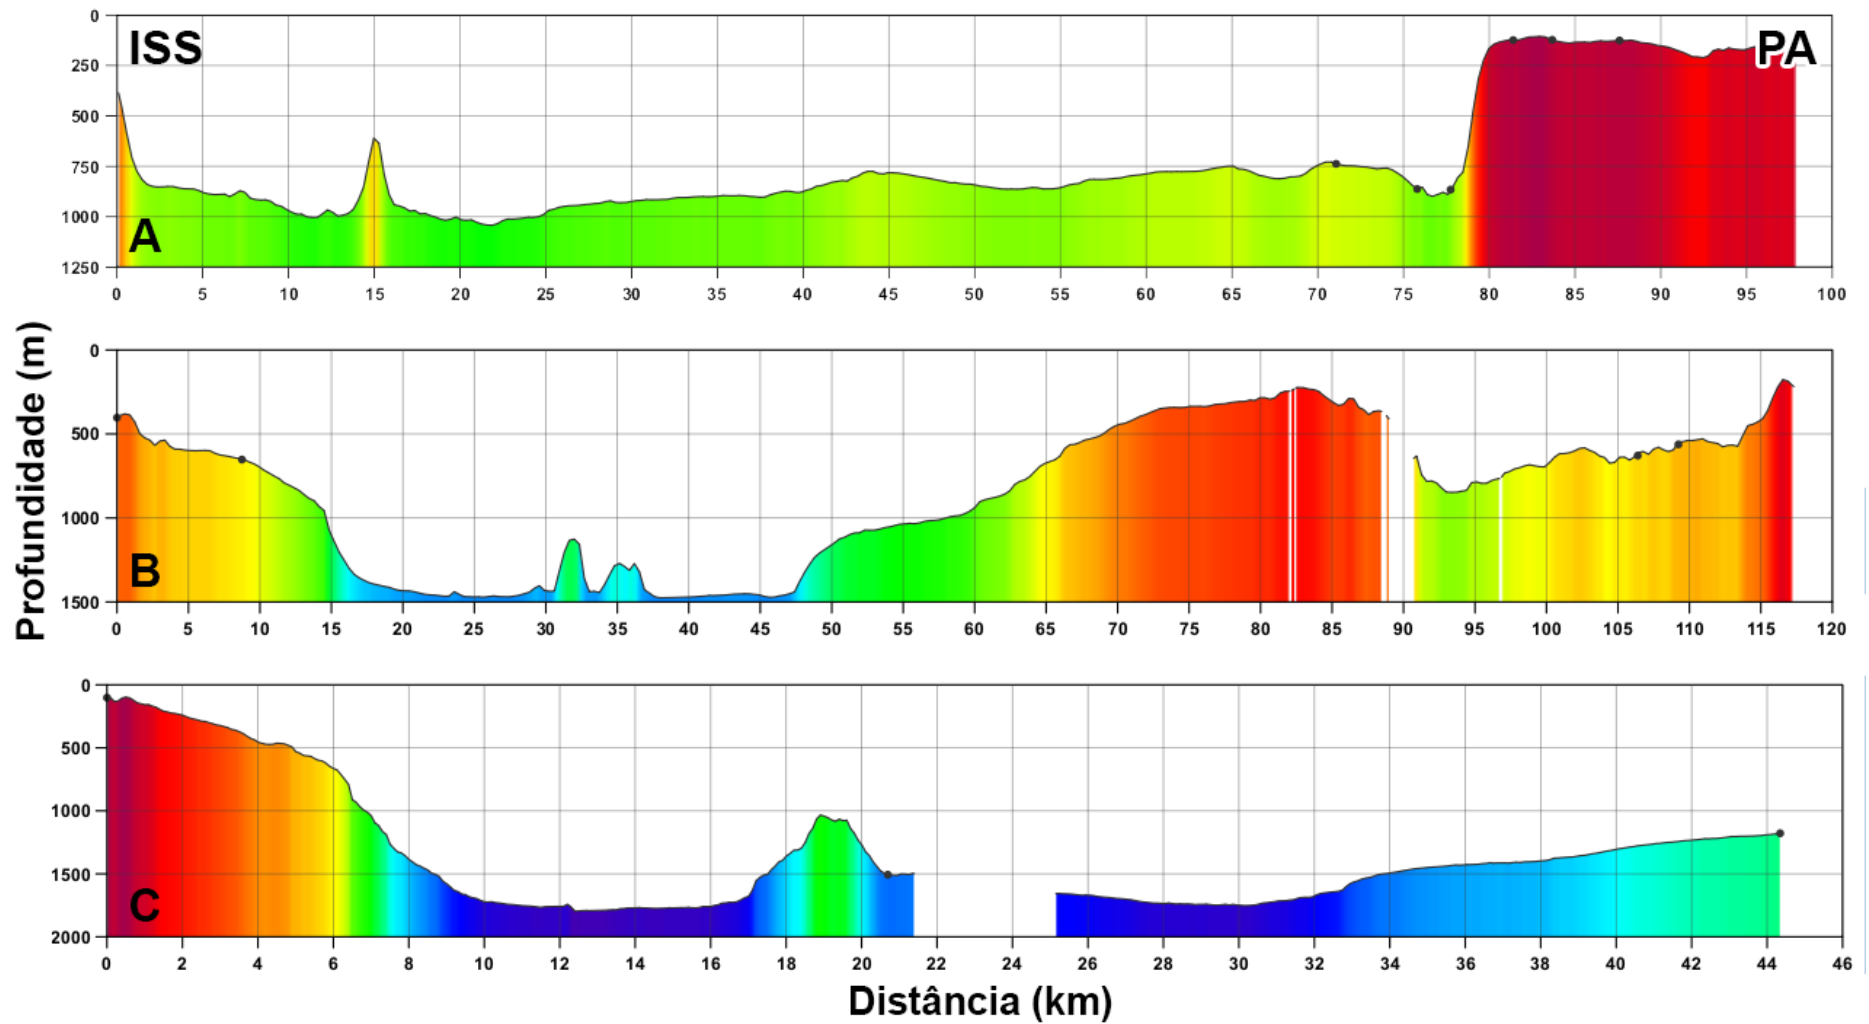 Profundidade (m)
0
250
500
750
1000
1250
ISS
PA
A
0 5 10 15 20 25 30 35 40 45 50 55 60 65 70 75 80 85 90 95 100
0
500
1000
1500
B
0 5 10 15 20 25 30 35 40 45 50 55 60 65 70 75 80 85 90 95 100 105 110 115 120
0
500
1000
1500
2000
C
0 2 4 6 8 10 12 14 16 18 20 22 24 26 28 30 32 34 36 38 40 42 44 46
Distância (km)